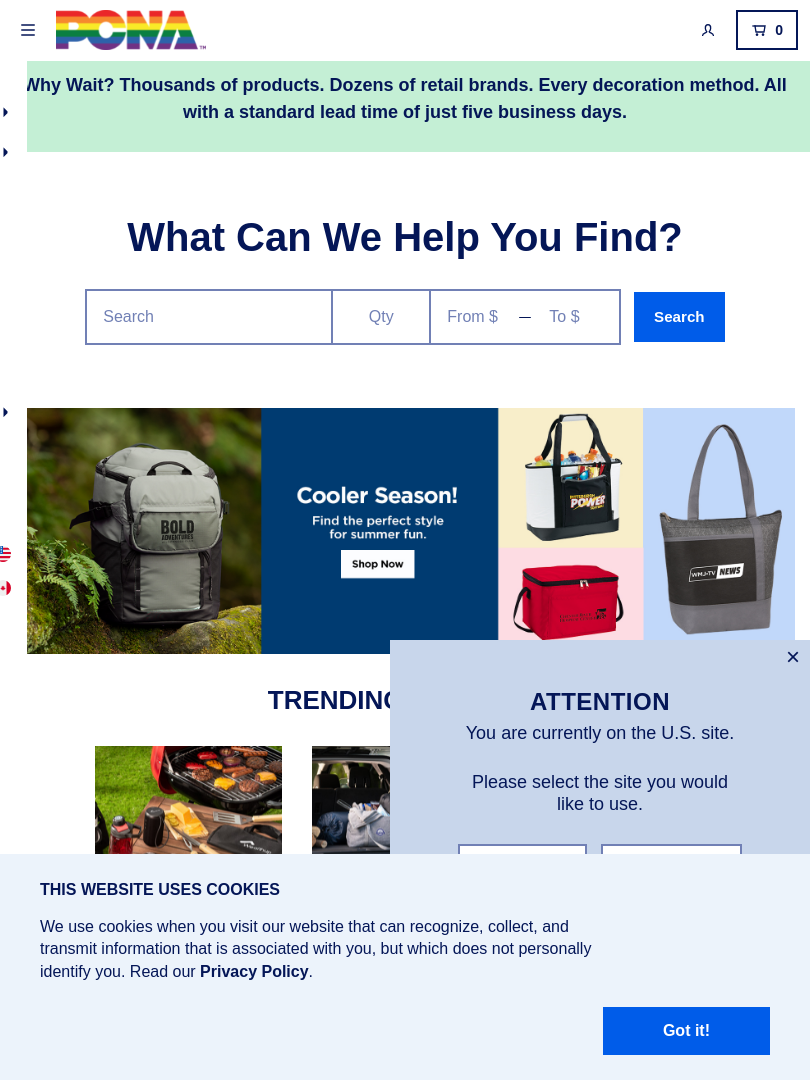 PCNA
TM
0
Why Wait? Thousands of products. Dozens of retail brands. Every decoration method. All
with a standard lead time of just five business days.
What Can We Help You Find?
Search
Qty
From $
—
To $
Search
BOLD
ADVENTURES
Cooler Season!
Find the perfect style
for summer fun.
Shop Now
POWER
WMJ-TV NEWS
TRENDING
ATTENTION
You are currently on the U.S. site.
Please select the site you would
like to use.
THIS WEBSITE USES COOKIES
We use cookies when you visit our website that can recognize, collect, and
transmit information that is associated with you, but which does not personally
identify you. Read our Privacy Policy.
Got it!